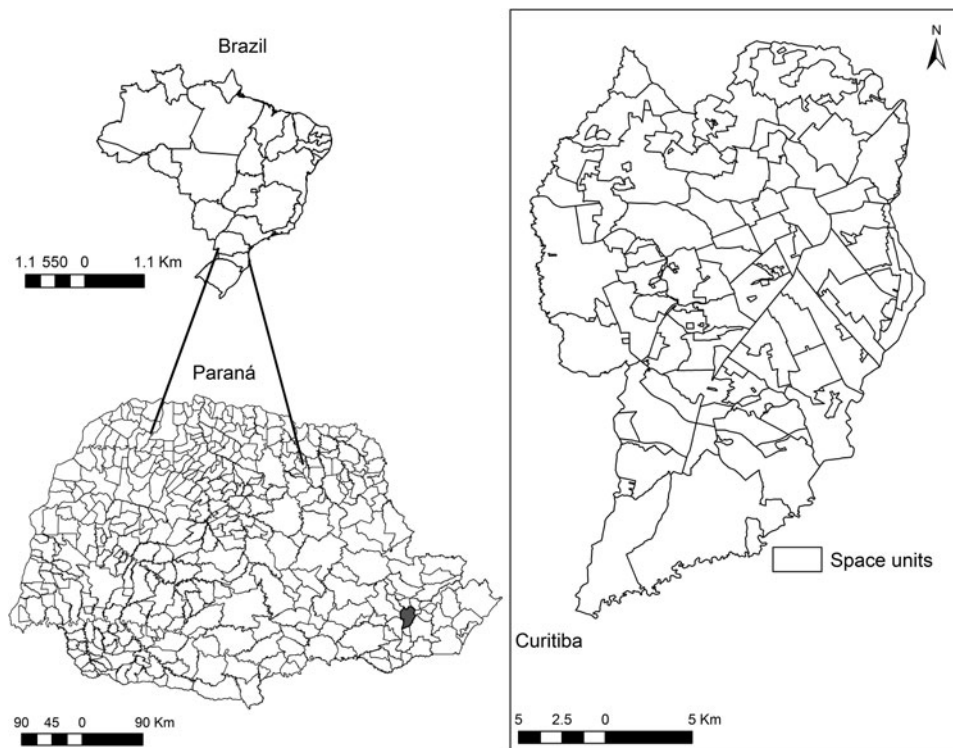 Brazil
1.1 550 0 1.1 Km
Paraná
90 45 0 90 Km
N
Space units
Curitiba
5 2.5 0 5 Km